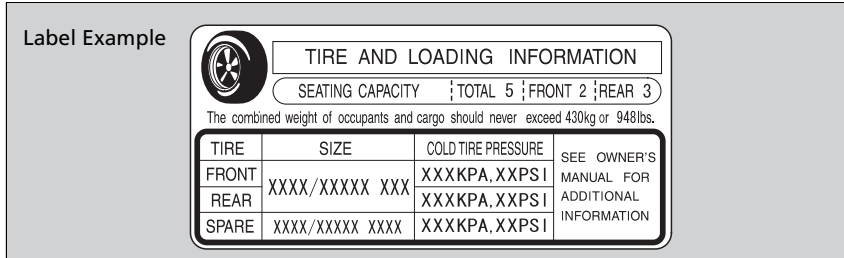 Label Example
TIRE AND LOADING INFORMATION
SEATING CAPACITY TOTAL 5 FRONT 2 REAR 3
The combined weight of occupants and cargo should never exceed 430kg or 948lbs.
TIRE SIZE COLD TIRE PRESSURE
SEE OWNER'S
MANUAL FOR
ADDITIONAL
INFORMATION
FRONT XXXX/XXXXX XXX XXXKPA,XXPSI
REAR XXXKPA,XXPSI
SPARE XXXX/XXXXX XXXX XXXKPA,XXPSI